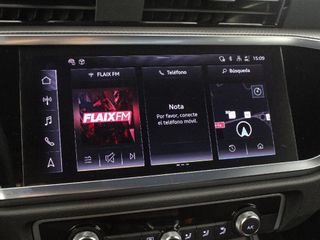 15:09
FLAIX FM
Teléfono
Búsqueda
FLAIXFM
Nota
Por favor, conecte
el teléfono móvil.
A/C